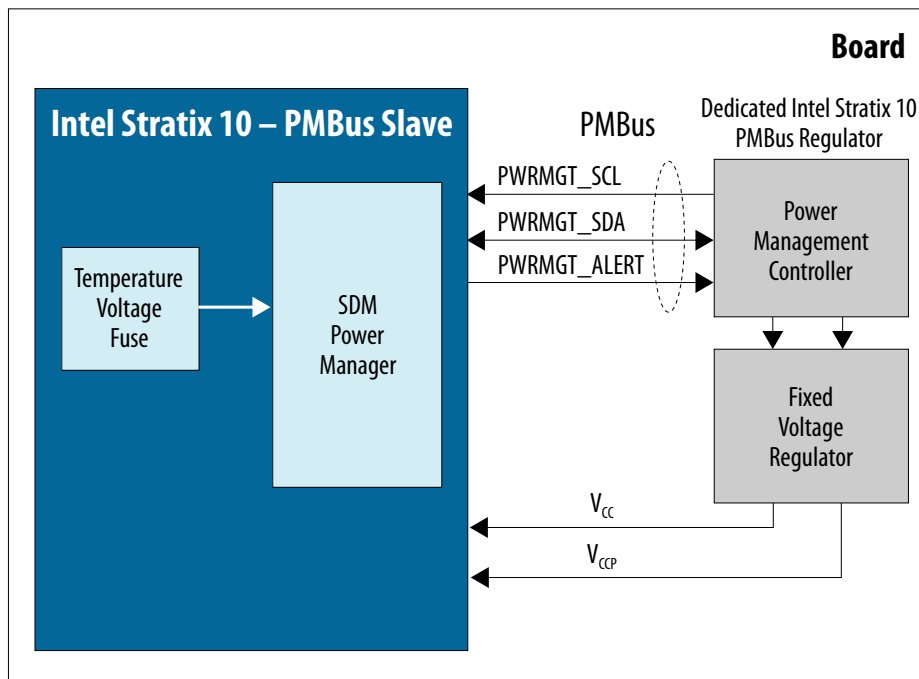 Board
Intel Stratix 10 – PMBus Slave
PMBus
Dedicated Intel Stratix 10
PMBus Regulator
PWRMGT_SCL
PWRMGT_SDA
PWRMGT_ALERT
Temperature
Voltage
Fuse
SDM
Power
Manager
Power
Management
Controller
Fixed
Voltage
Regulator
VCC
VCCP